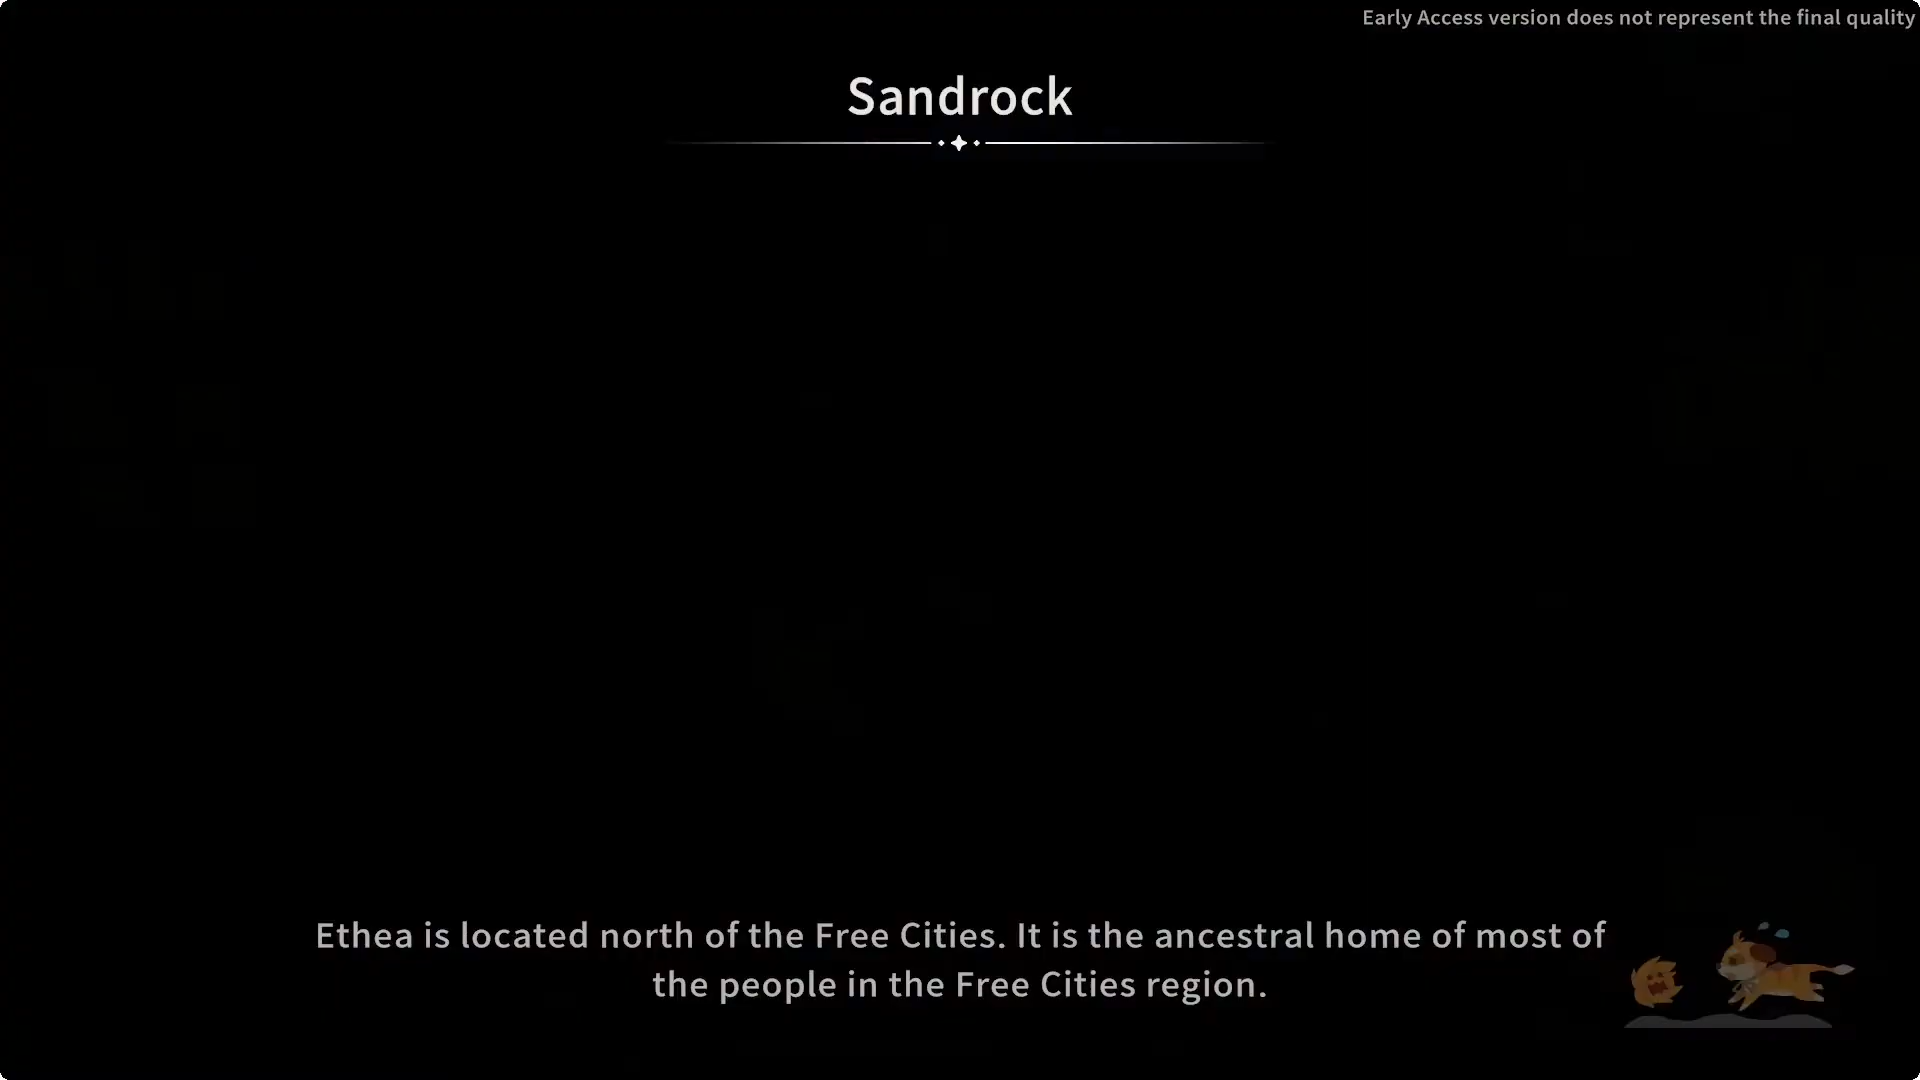 Early Access version does not represent the final quality
Sandrock
Ethea is located north of the Free Cities. It is the ancestral home of most of
the people in the Free Cities region.